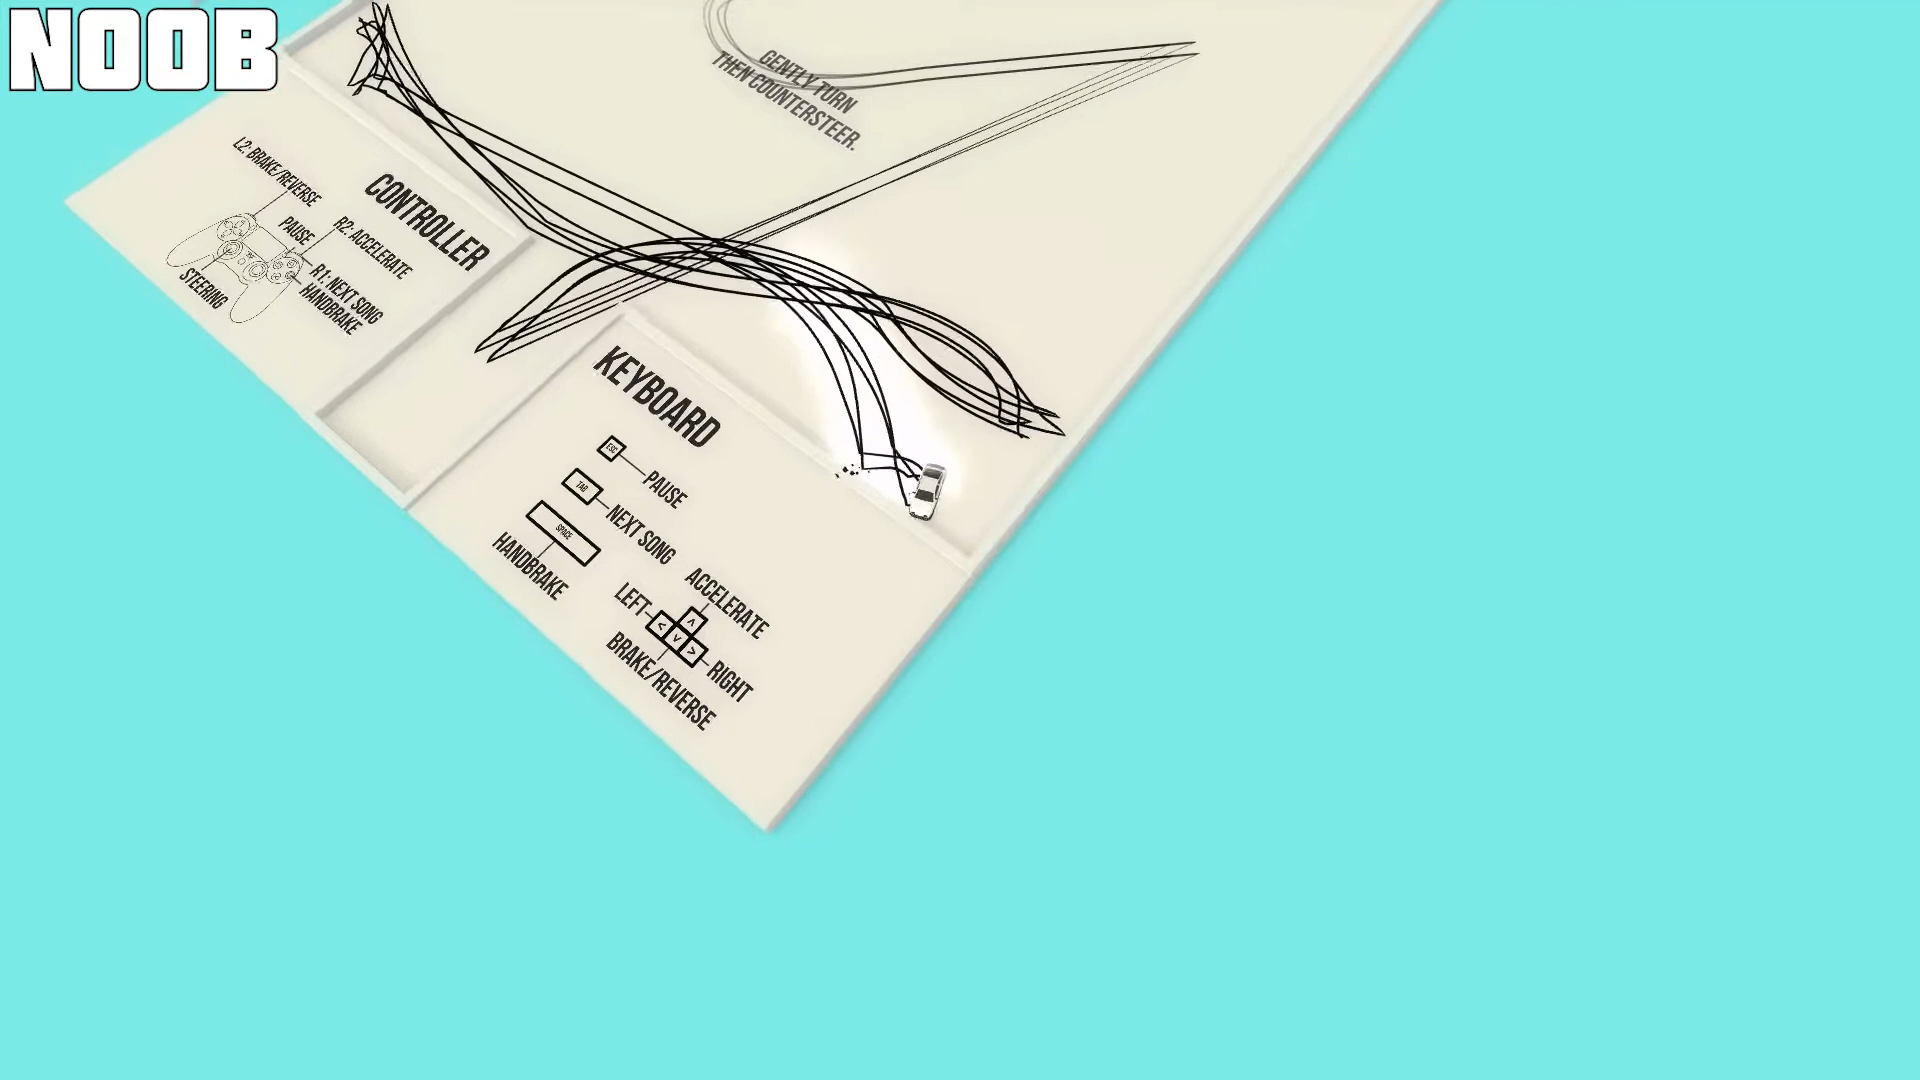 NOOB
GENTLY TURN
THEN COUNTERSTEER.
CONTROLLER
L2: BRAKE/REVERSE
PAUSE
R2: ACCELERATE
R1: NEXT SONG
HANDBRAKE
STEERING
KEYBOARD
ESC
PAUSE
TAB
NEXT SONG
SPACE
HANDBRAKE
ACCELERATE
LEFT
^
<
v
>
RIGHT
BRAKE/REVERSE